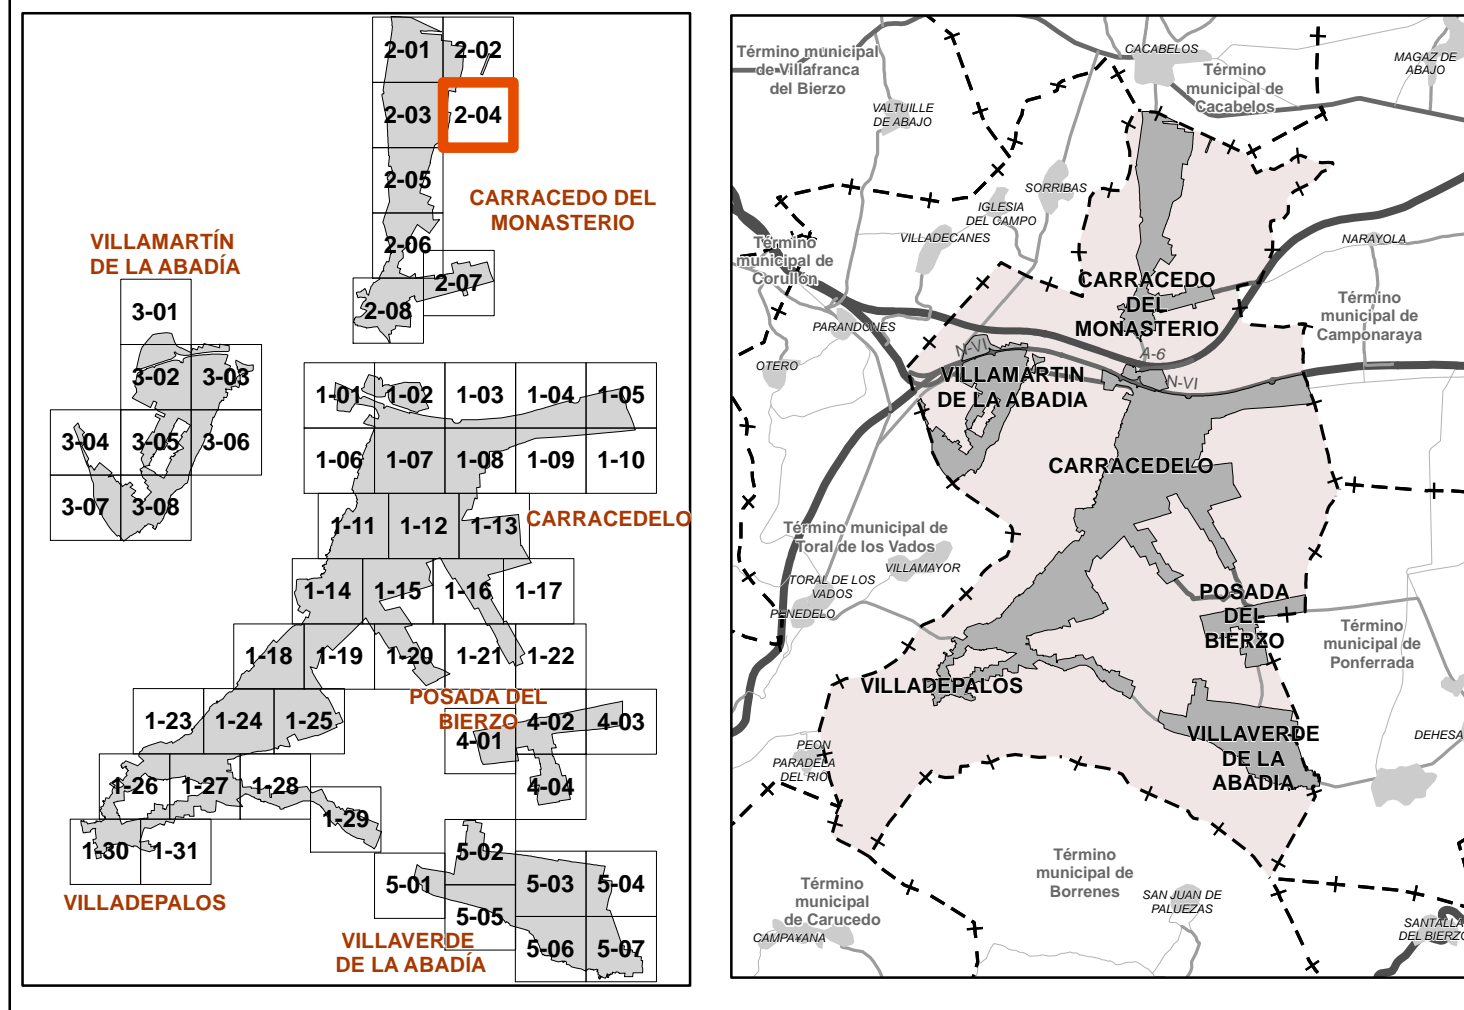 2-01
2-02
2-03
2-04
2-05
2-06
2-07
2-08
CARRACEDO DEL
MONASTERIO
VILLAMARTÍN
DE LA ABADÍA
3-01
3-02
3-03
3-04
3-05
3-06
3-07
3-08
1-01
1-02
1-03
1-04
1-05
1-06
1-07
1-08
1-09
1-10
1-11
1-12
1-13
CARRACEDELO
1-14
1-15
1-16
1-17
1-18
1-19
1-20
1-21
1-22
POSADA DEL
BIERZO
1-23
1-24
1-25
4-01
4-02
4-03
4-04
1-26
1-27
1-28
1-29
1-30
1-31
VILLADEPALOS
5-01
5-02
5-03
5-04
5-05
5-06
5-07
VILLAVERDE
DE LA ABADÍA
Término municipal
de Villafranca
del Bierzo
CACABELOS
Término
municipal de
Cacabelos
MAGAZ DE
ABAJO
VALTUILLE
DE ABAJO
SORRIBAS
IGLESIA
DEL CAMPO
VILLADECANES
NARAYOLA
Término
municipal de
Corullón
CARRACEDO
DEL
MONASTERIO
Término
municipal de
Camponaraya
PARANDONES
OTERO
N-VI
A-6
N-VI
VILLAMARTIN
DE LA ABADIA
CARRACEDELO
Término municipal de
Toral de los Vados
VILLAMAYOR
TORAL DE LOS
VADOS
PENEDELO
POSADA
DEL
BIERZO
Término
municipal de
Ponferrada
VILLADEPALOS
VILLAVERDE
DE LA
ABADIA
DEHESA
PEON
PARADELA
DEL RIO
Término
municipal de
Borrenes
Término
municipal
de Carucedo
CAMPAÑANA
SAN JUAN DE
PALUEZAS
SANTALLA
DEL BIERZO